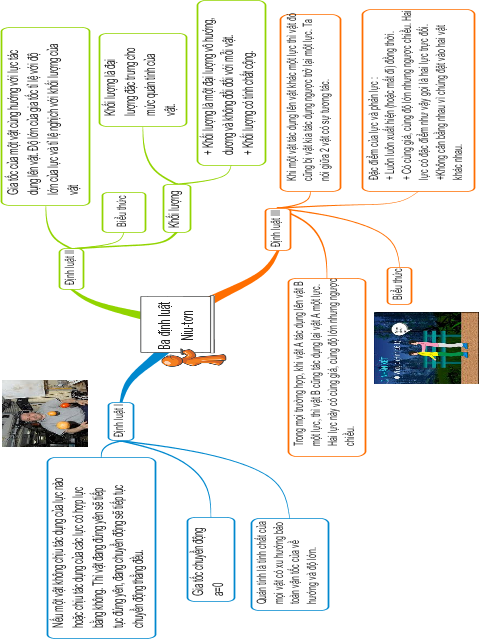 Ba định luật
Niu-tơn
Định luật I
Nếu một vật không chịu tác dụng của lực nào
hoặc chịu tác dụng của các lực có hợp lực
bằng không. Thì vật đang đứng yên sẽ tiếp
tục đứng yên, đang chuyển động sẽ tiếp tục
chuyển động thẳng đều.
Gia tốc chuyển động
a=0
Quán tính là tính chất của
mọi vật có xu hướng bảo
toàn vận tốc của về
hướng và độ lớn.
Định luật II
Gia tốc của một vật cùng hướng với lực tác
dụng lên vật. Độ lớn của gia tốc tỉ lệ với độ
lớn của lực và tỉ lệ nghịch với khối lượng của
vật
Biểu thức
Khối lượng
Khối lượng là đại
lượng đặc trưng cho
mức quán tính của
vật.
+ Khối lượng là một đại lượng vô hướng,
dương và không đổi đối với mỗi vật.
+ Khối lượng có tính chất cộng.
Định luật III
Khi một vật tác dụng lên vật khác một lực thì vật đó
cũng bị vật kia tác dụng ngược trở lại một lực. Ta
nói giữa 2 vật có sự tương tác.
Đặc điểm của lực và phản lực :
+ Luôn luôn xuất hiện (hoặc mất đi) đồng thời.
+ Có cùng giá, cùng độ lớn nhưng ngược chiều. Hai
lực có đặc điểm như vậy gọi là hai lực trực đối.
+Không cân bằng nhau vì chúng đặt vào hai vật
khác nhau.
Trong mọi trường hợp, khi vật A tác dụng lên vật B
một lực, thì vật B cũng tác dụng lại vật A một lực.
Hai lực này có cùng giá, cùng độ lớn nhưng ngược
chiều.
Biểu thức